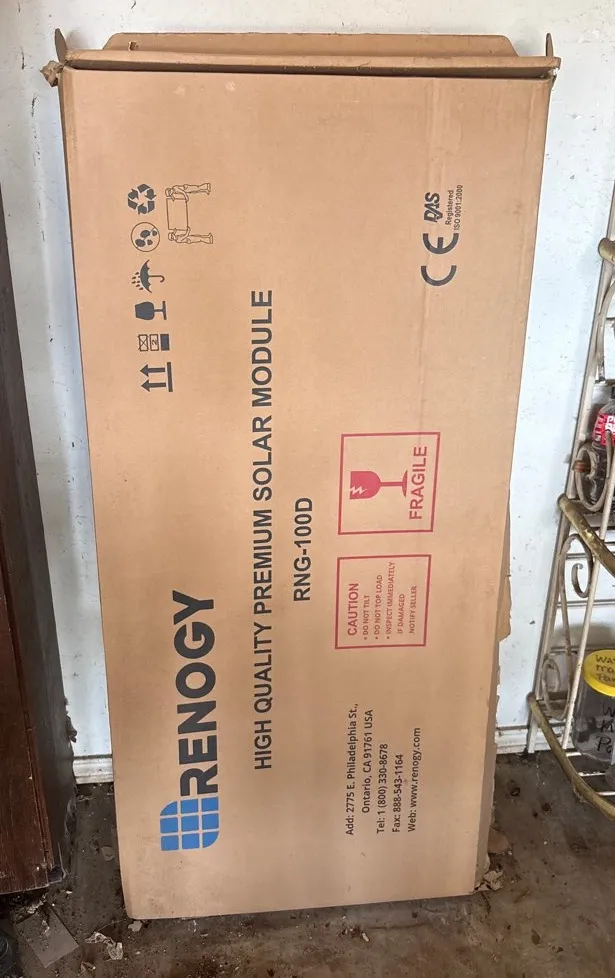 RENOGY
HIGH QUALITY PREMIUM SOLAR MODULE
RNG-100D
CAUTION
• DO NOT TILT
• DO NOT TOP LOAD
• INSPECT IMMEDIATELY
IF DAMAGED
NOTIFY SELLER
FRAGILE
Add: 2775 E. Philadelphia St.,
Ontario, CA 91761 USA
Tel: 1 (800) 330-8678
Fax: 888-543-1164
Web: www.renogy.com
CE
RAS
Registered
ISO 9001:2000